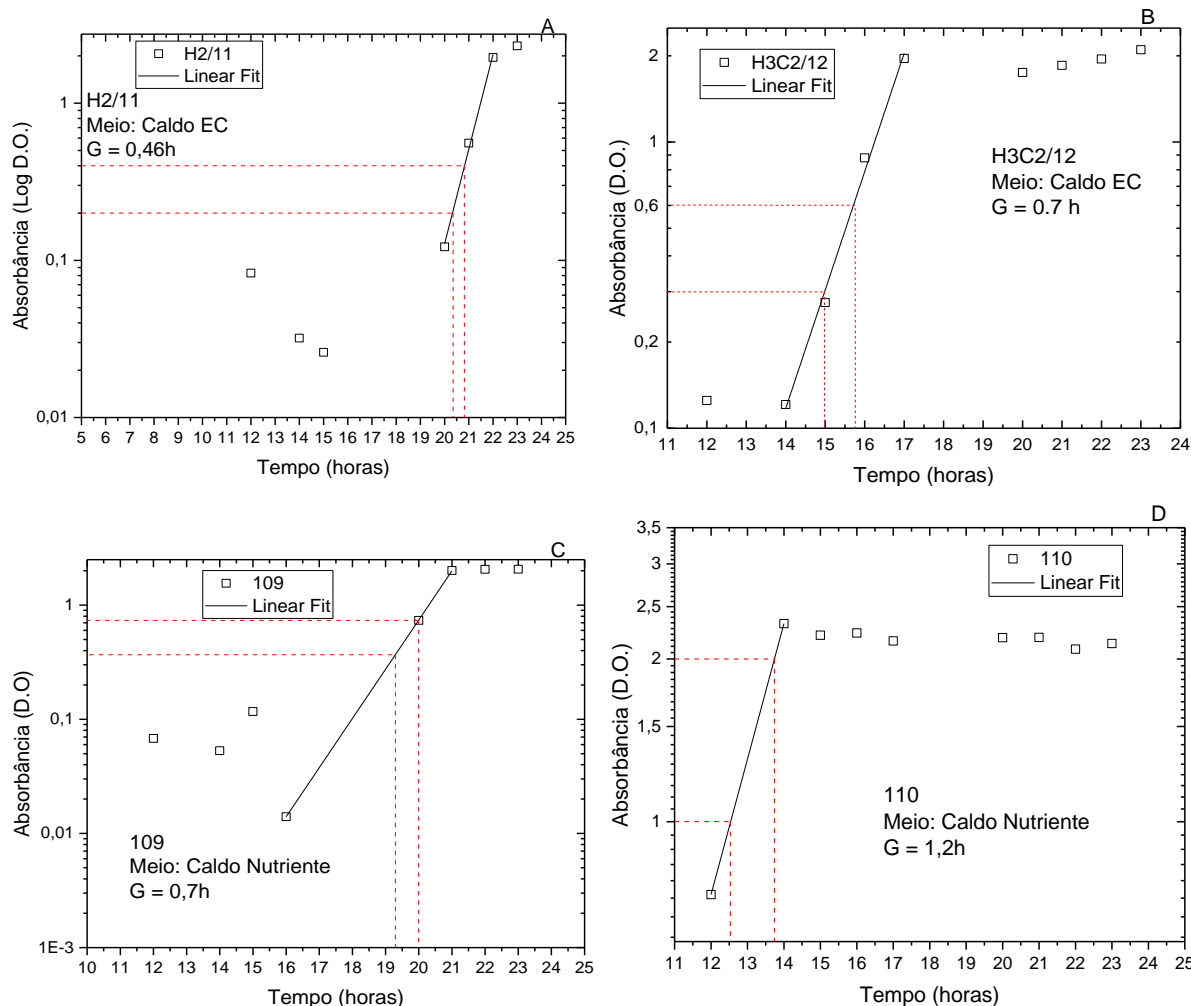 A
H2/11
Linear Fit
H2/11
Meio: Caldo EC
G = 0,46h
Absorbância (Log D.O.)
1
0,1
0,01
5 6 7 8 9 10 11 12 13 14 15 16 17 18 19 20 21 22 23 24 25
Tempo (horas)
B
H3C2/12
Linear Fit
H3C2/12
Meio: Caldo EC
G = 0.7 h
Absorbância (D.O.)
2
1
0,6
0,2
0,1
11 12 13 14 15 16 17 18 19 20 21 22 23 24
Tempo (horas)
C
109
Linear Fit
109
Meio: Caldo Nutriente
G = 0,7h
Absorbância (D.O)
1
0,1
0,01
1E-3
10 11 12 13 14 15 16 17 18 19 20 21 22 23 24 25
Tempo (horas)
D
110
Linear Fit
110
Meio: Caldo Nutriente
G = 1,2h
Absorbância (D.O.)
3,5
2,5
2
1,5
1
11 12 13 14 15 16 17 18 19 20 21 22 23 24 25
Tempo (horas)